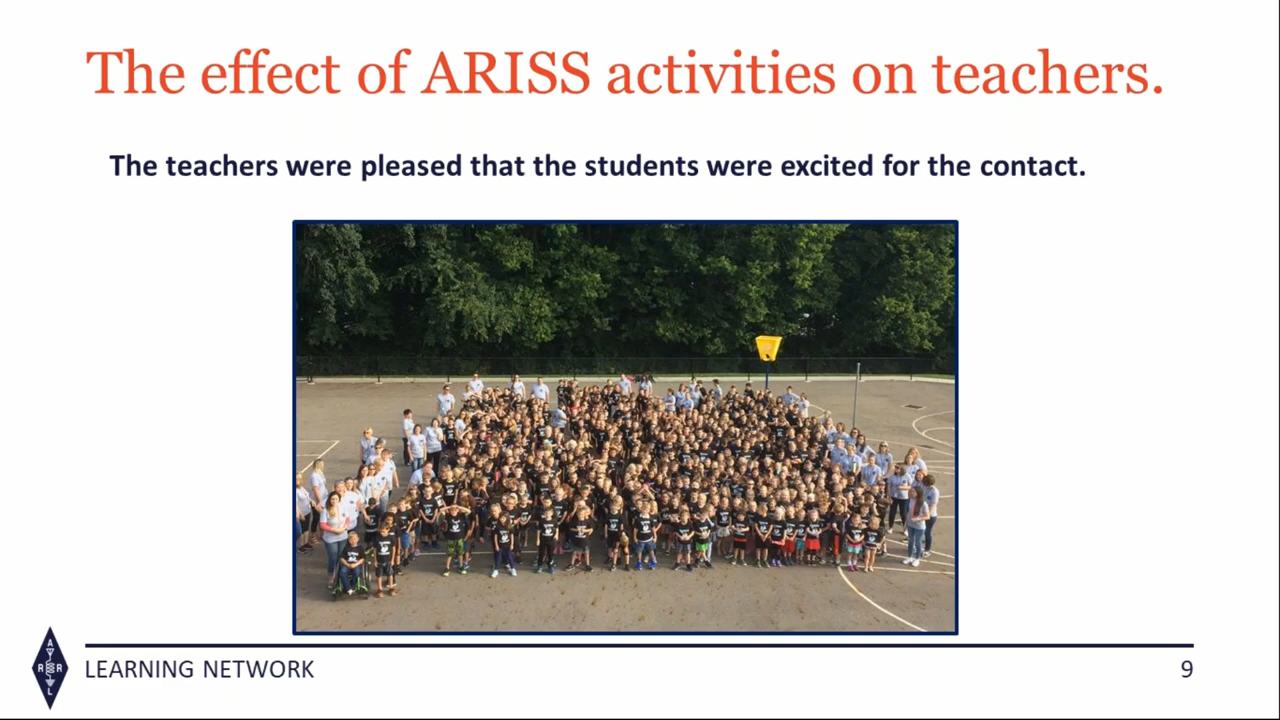 The effect of ARISS activities on teachers.
The teachers were pleased that the students were excited for the contact.
A
R R
L
LEARNING NETWORK
9